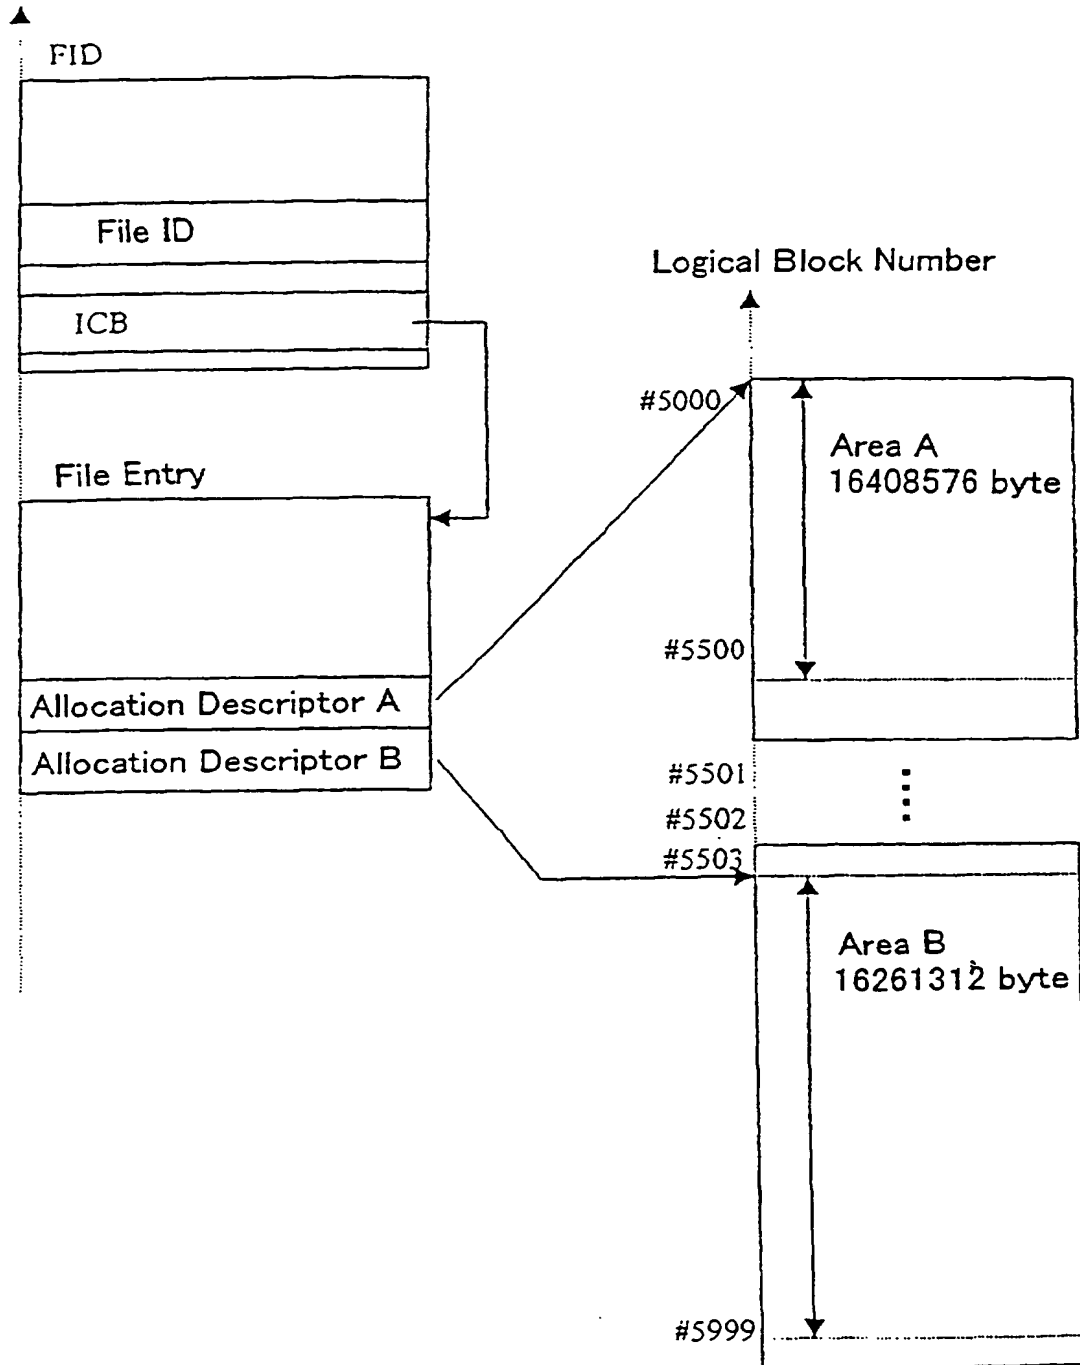 FID
File ID
ICB
File Entry
Allocation Descriptor A
Allocation Descriptor B
Logical Block Number
#5000
Area A
16408576 byte
#5500
#5501
#5502
#5503
Area B
16261312 byte
#5999